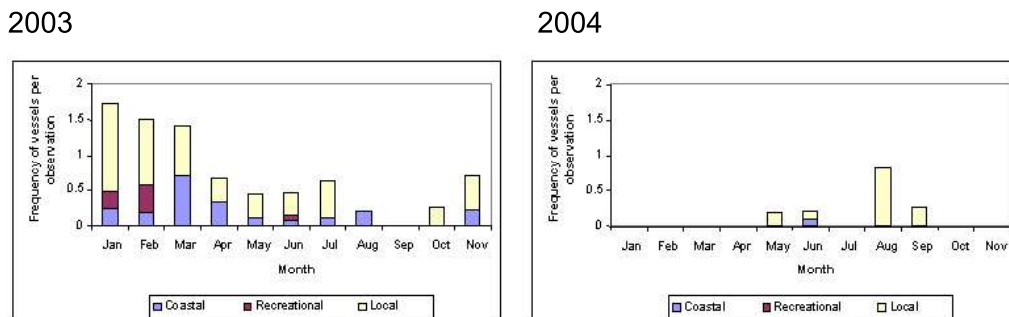 2003
2004
Frequency of vessels per
observation
2
1.5
1
0.5
0
Jan Feb Mar Apr May Jun Jul Aug Sep Oct Nov
Month
Coastal Recreational Local
Frequency of vessels per
observation
2
1.5
1
0.5
0
Jan Feb Mar Apr May Jun Jul Aug Sep Oct Nov
Month
Coastal Recreational Local